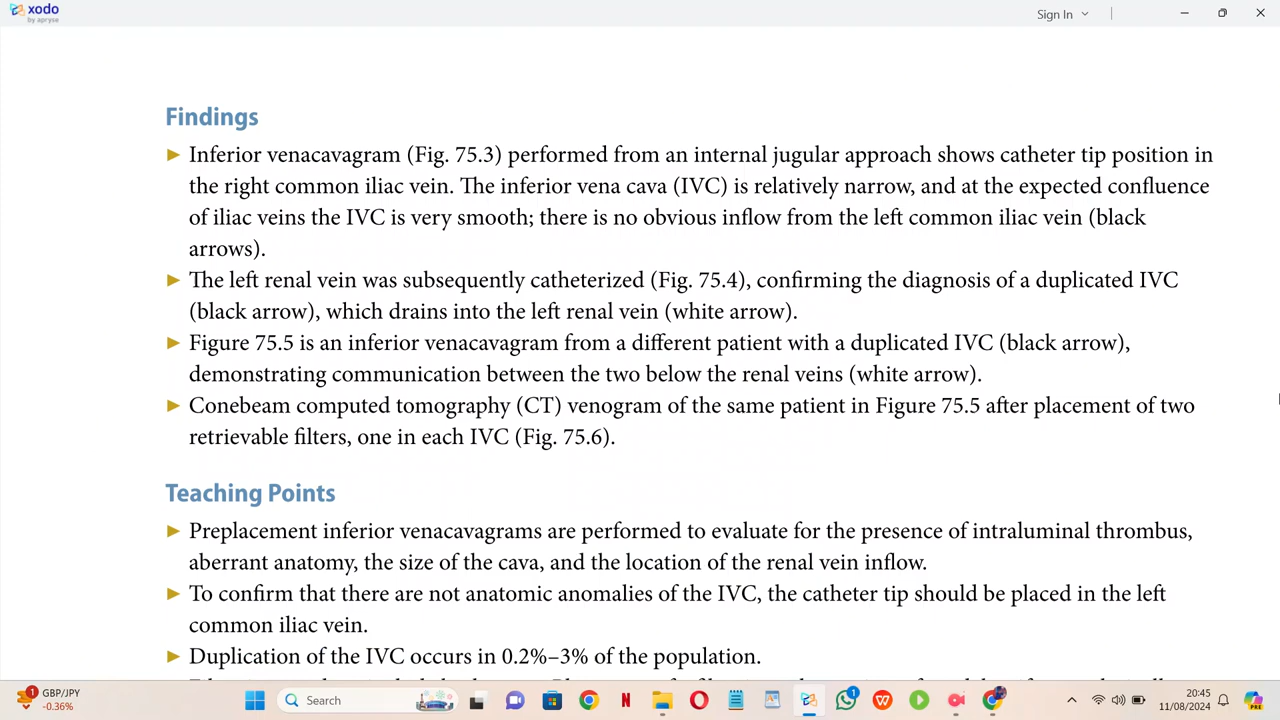 xodo
by apryse
Sign In
Findings
► Inferior venacavagram (Fig. 75.3) performed from an internal jugular approach shows catheter tip position in
the right common iliac vein. The inferior vena cava (IVC) is relatively narrow, and at the expected confluence
of iliac veins the IVC is very smooth; there is no obvious inflow from the left common iliac vein (black
arrows).
► The left renal vein was subsequently catheterized (Fig. 75.4), confirming the diagnosis of a duplicated IVC
(black arrow), which drains into the left renal vein (white arrow).
► Figure 75.5 is an inferior venacavagram from a different patient with a duplicated IVC (black arrow),
demonstrating communication between the two below the renal veins (white arrow).
► Conebeam computed tomography (CT) venogram of the same patient in Figure 75.5 after placement of two
retrievable filters, one in each IVC (Fig. 75.6).
Teaching Points
► Preplacement inferior venacavagrams are performed to evaluate for the presence of intraluminal thrombus,
aberrant anatomy, the size of the cava, and the location of the renal vein inflow.
► To confirm that there are not anatomic anomalies of the IVC, the catheter tip should be placed in the left
common iliac vein.
► Duplication of the IVC occurs in 0.2%–3% of the population.
1
GBP/JPY
-0.36%
Search
1
20:45
11/08/2024